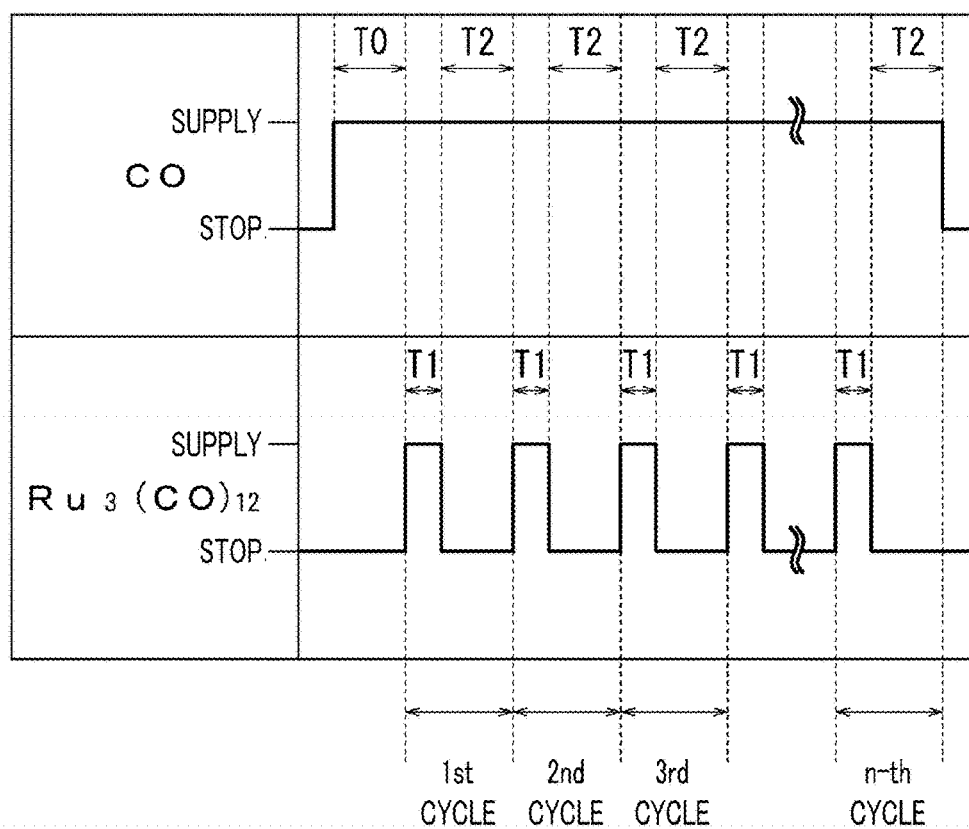 T0 T2 T2 T2 T2
SUPPLY
CO
STOP
T1 T1 T1 T1 T1
SUPPLY
Ru3(CO)12
STOP
1st 2nd 3rd n-th
CYCLE CYCLE CYCLE CYCLE